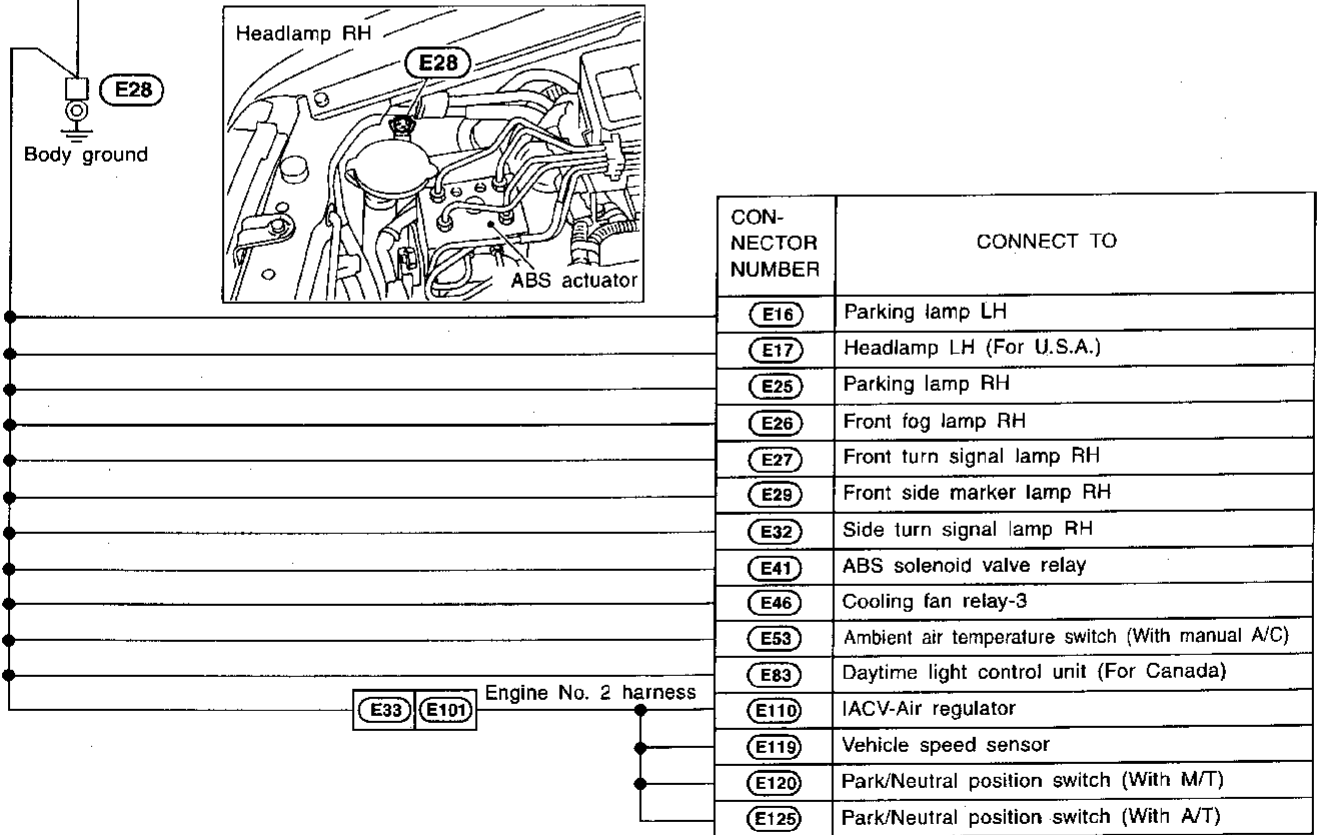 Headlamp RH
E28
ABS actuator
E28
Body ground
CON-
NECTOR
NUMBER
CONNECT TO
E16 Parking lamp LH
E17 Headlamp LH (For U.S.A.)
E25 Parking lamp RH
E26 Front fog lamp RH
E27 Front turn signal lamp RH
E29 Front side marker lamp RH
E32 Side turn signal lamp RH
E41 ABS solenoid valve relay
E46 Cooling fan relay-3
E53 Ambient air temperature switch (With manual A/C)
E83 Daytime light control unit (For Canada)
E33 E101 Engine No. 2 harness
E110 IACV-Air regulator
E119 Vehicle speed sensor
E120 Park/Neutral position switch (With M/T)
E125 Park/Neutral position switch (With A/T)